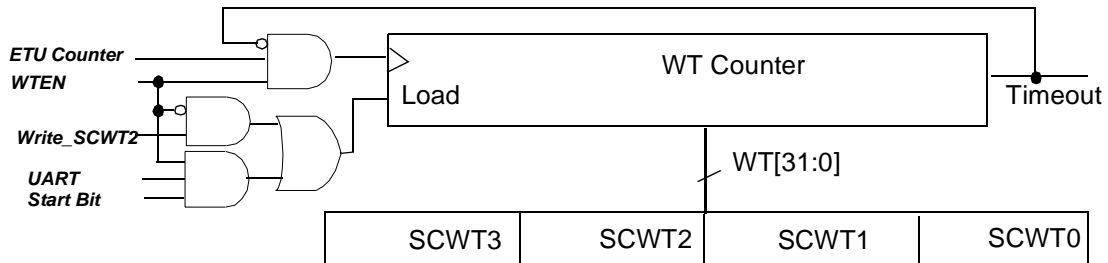 ETU Counter
WTEN
WT Counter
Load
Timeout
Write_SCWT2
UART
Start Bit
WT[31:0]
SCWT3 SCWT2 SCWT1 SCWT0